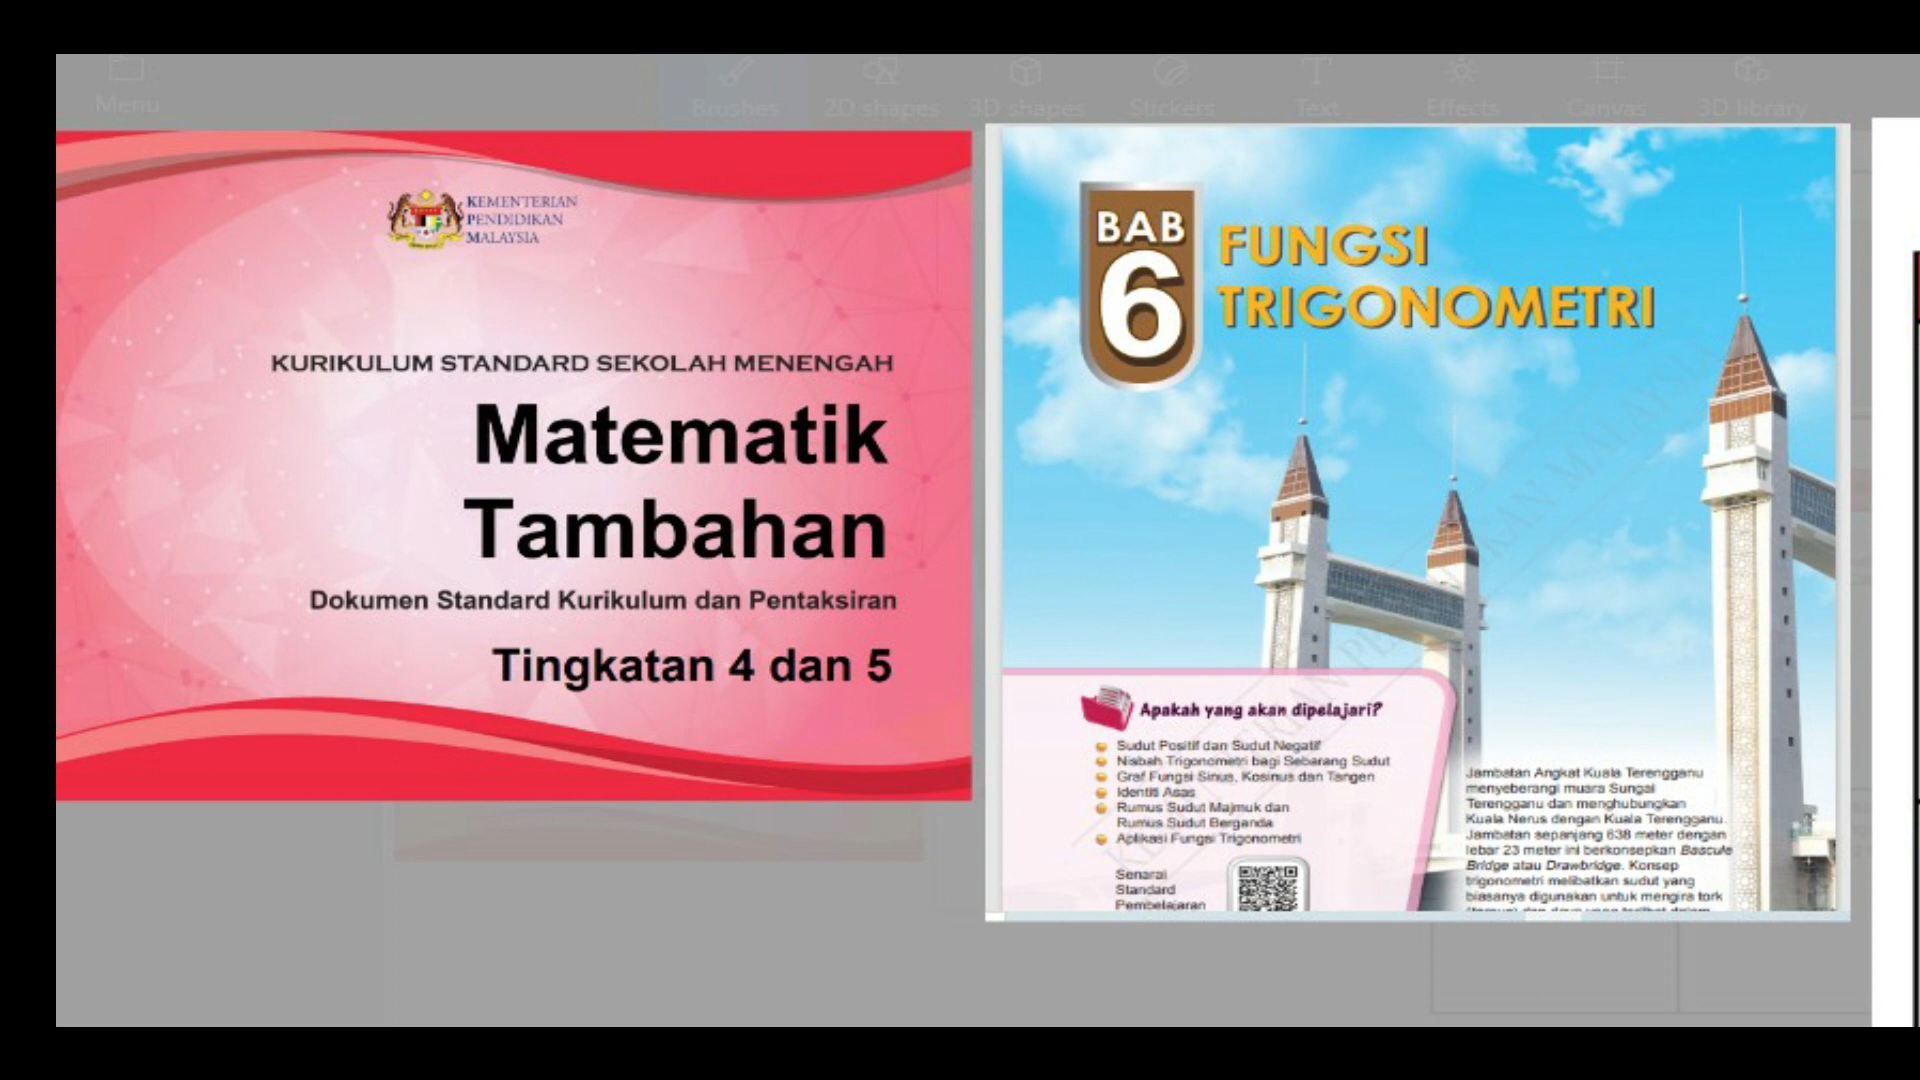 Menu
Brushes
2D shapes
3D shapes
Stickers
Text
Effects
Canvas
3D library
KEMENTERIAN
PENDIDIKAN
MALAYSIA
KURIKULUM STANDARD SEKOLAH MENENGAH
Matematik
Tambahan
Dokumen Standard Kurikulum dan Pentaksiran
Tingkatan 4 dan 5
BAB
6
FUNGSI
TRIGONOMETRI
Apakah yang akan dipelajari?
Sudut Positif dan Sudut Negatif
Nisbah Trigonometri bagi Sebarang Sudut
Graf Fungsi Sinus, Kosinus dan Tangen
Identiti Asas
Rumus Sudut Majmuk dan
Rumus Sudut Berganda
Aplikasi Fungsi Trigonometri
Senarai
Standard
Pembelajaran
Jambatan Angkat Kuala Terengganu
menyeberangi muara Sungai
Terengganu dan menghubungkan
Kuala Nerus dengan Kuala Terengganu.
Jambatan sepanjang 638 meter dengan
lebar 23 meter ini berkonsepkan Bascule
Bridge atau Drawbridge. Konsep
trigonometri melibatkan sudut yang
biasanya digunakan untuk mengira tork